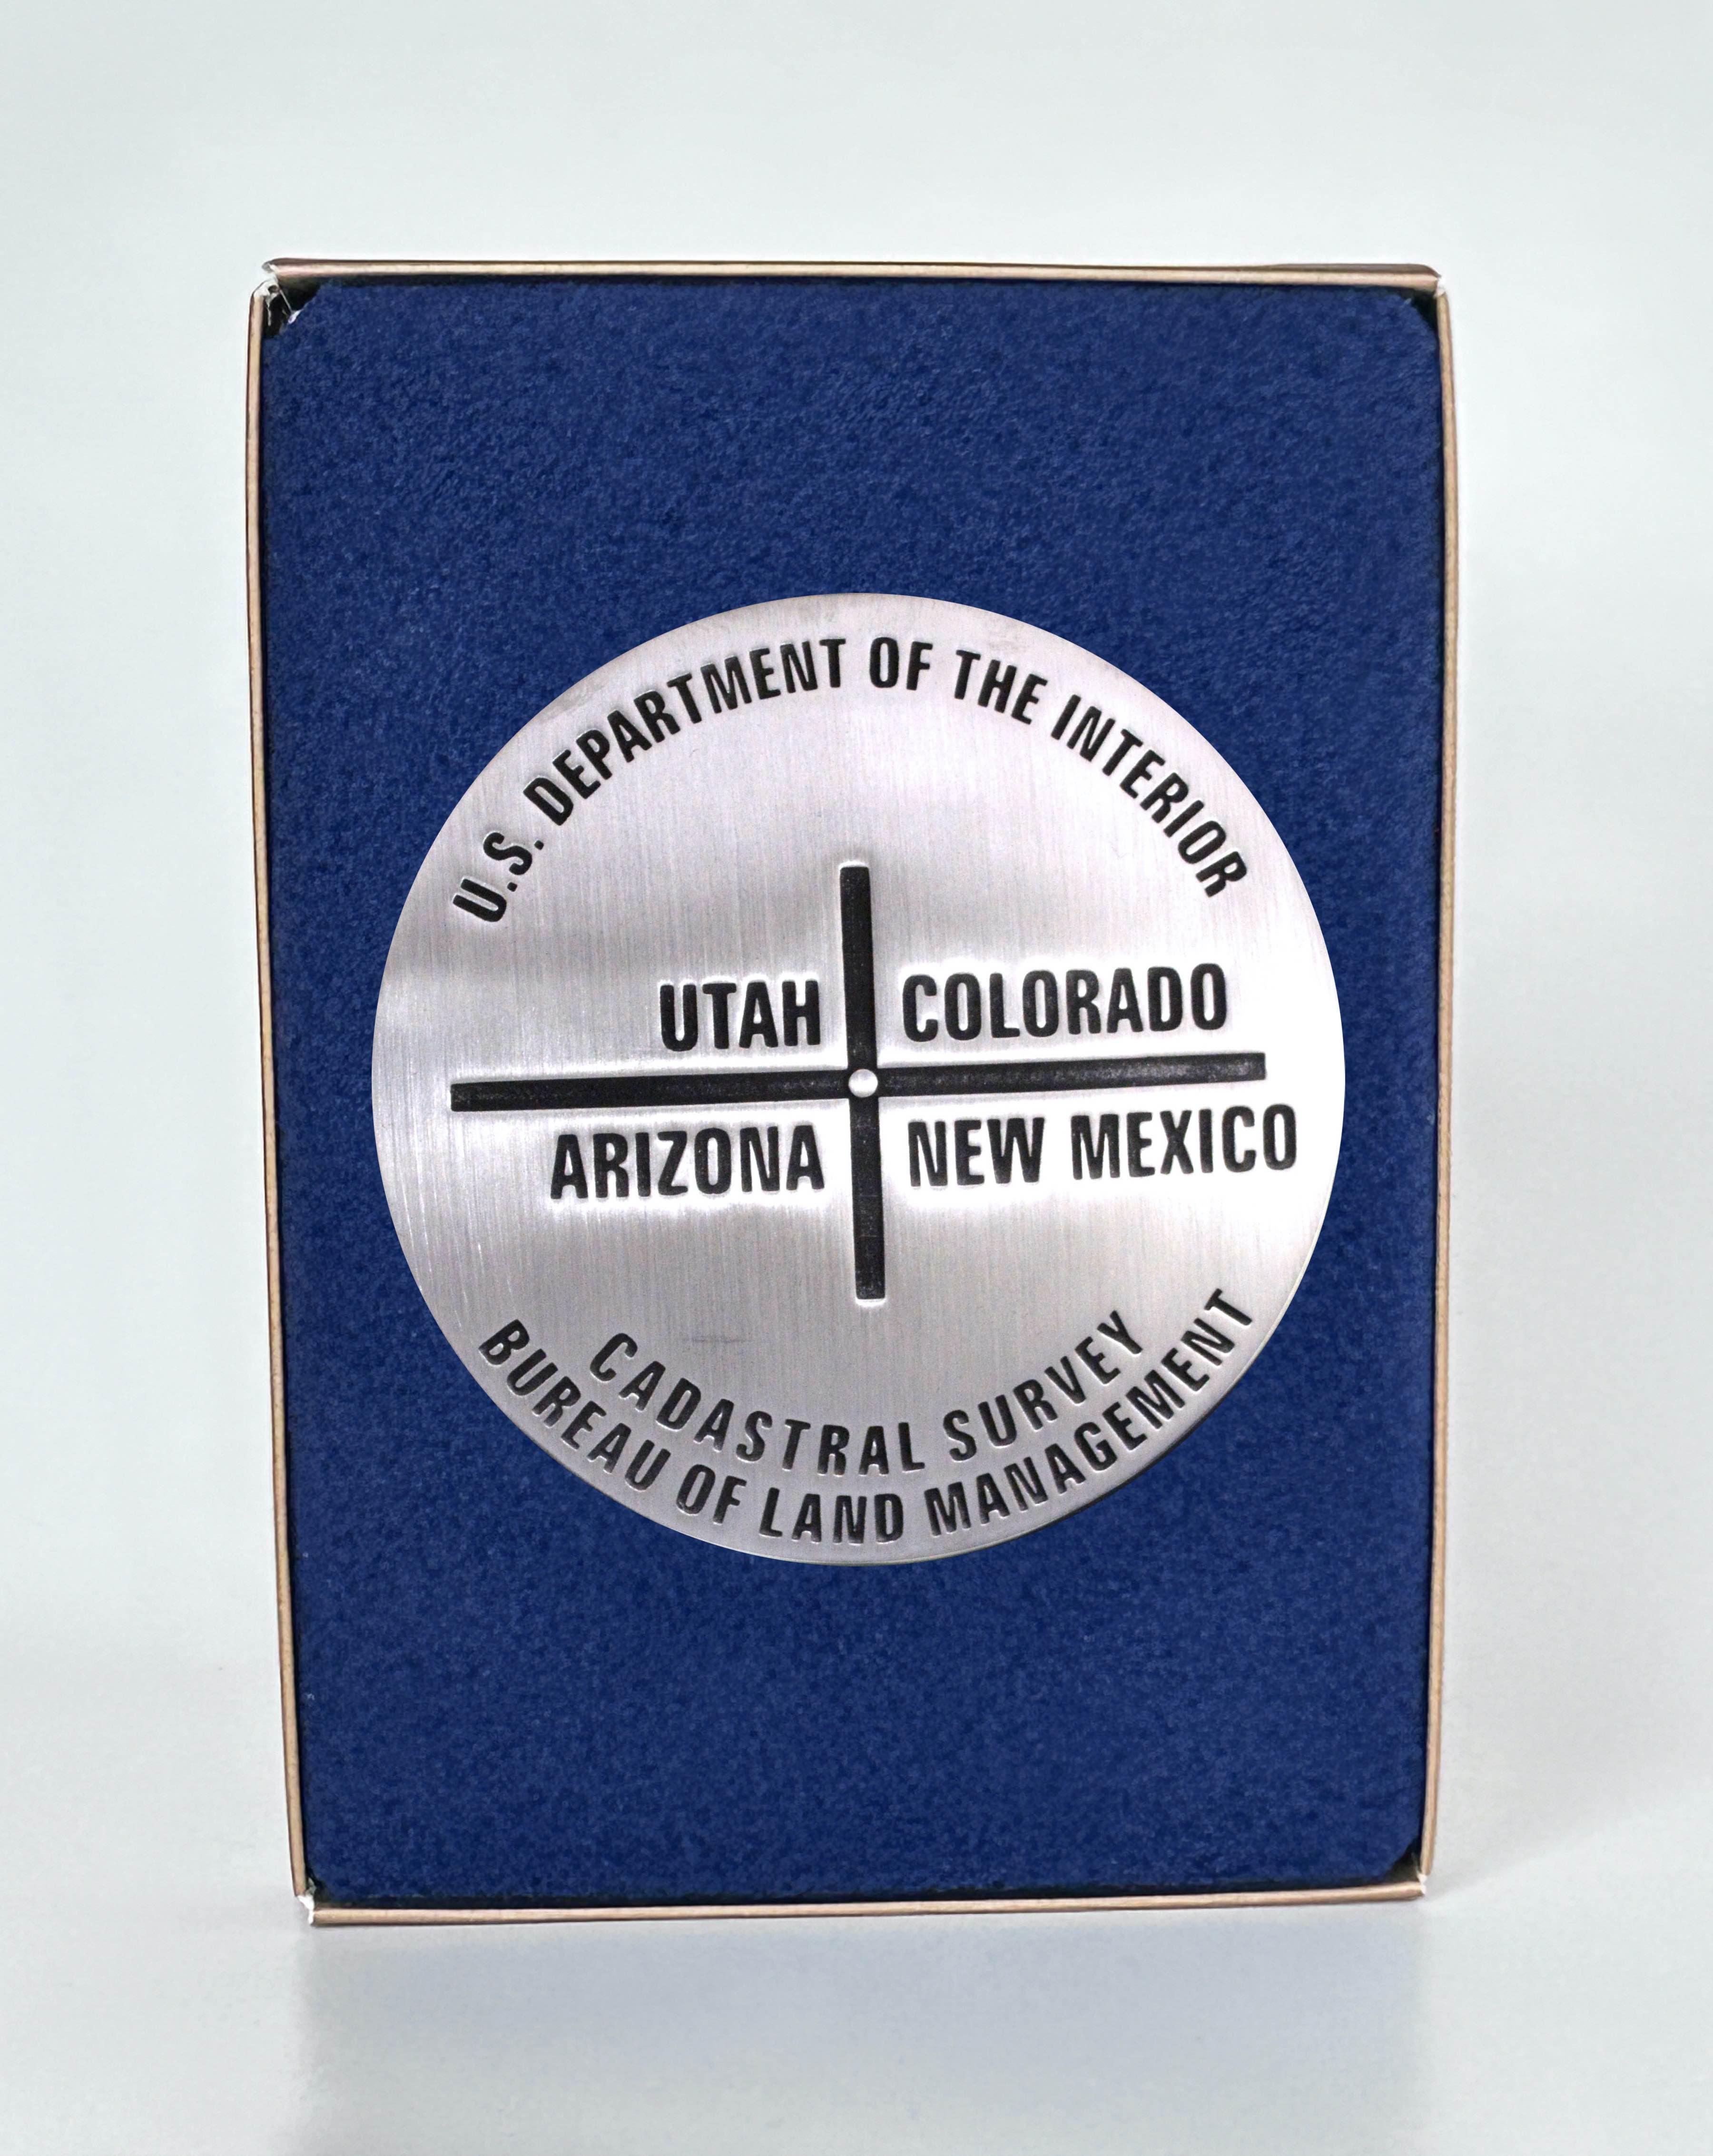 U.S. DEPARTMENT OF THE INTERIOR
UTAH COLORADO
ARIZONA NEW MEXICO
CADASTRAL SURVEY
BUREAU OF LAND MANAGEMENT